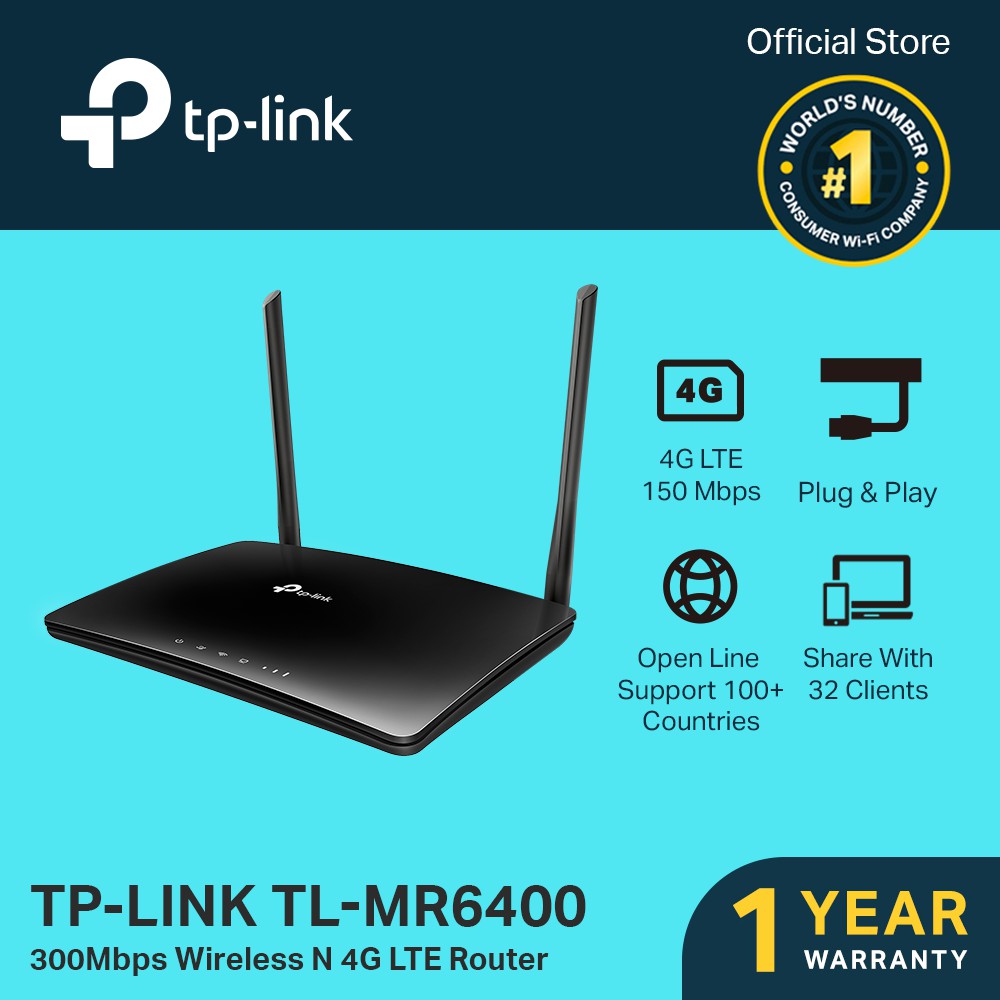 Official Store
tp-link
WORLD'S NUMBER
#1
CONSUMER Wi-Fi COMPANY
tp-link
4G
4G LTE
150 Mbps
Plug & Play
Open Line
Support 100+
Countries
Share With
32 Clients
TP-LINK TL-MR6400
300Mbps Wireless N 4G LTE Router
1 YEAR
WARRANTY